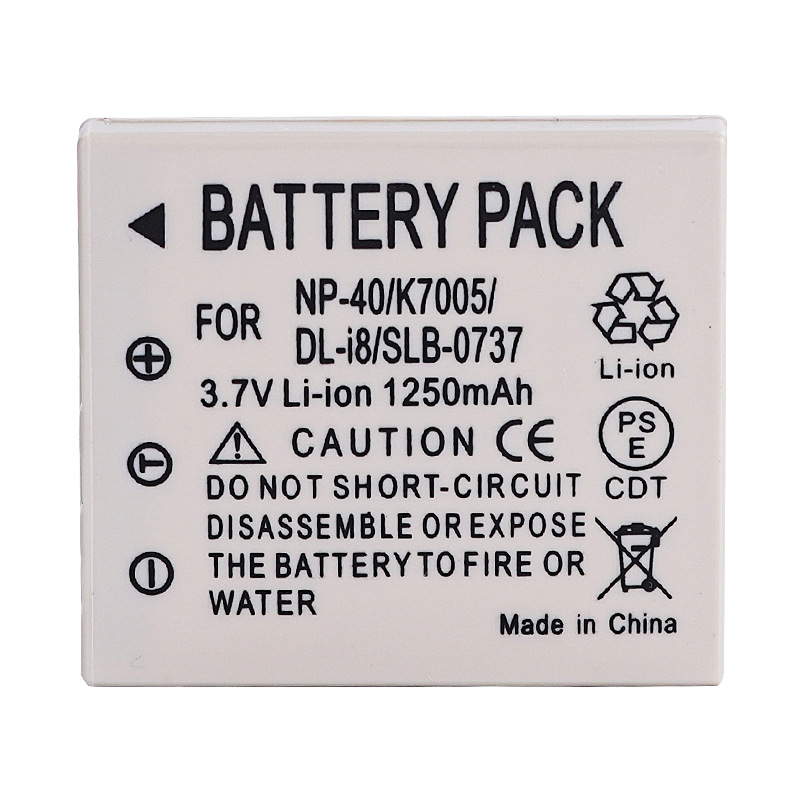 BATTERY PACK
FOR NP-40/K7005/
DL-i8/SLB-0737
3.7V Li-ion 1250mAh
Li-ion
CAUTION CE
PS
E
CDT
DO NOT SHORT-CIRCUIT
DISASSEMBLE OR EXPOSE
THE BATTERY TO FIRE OR
WATER
Made in China
+
T
-